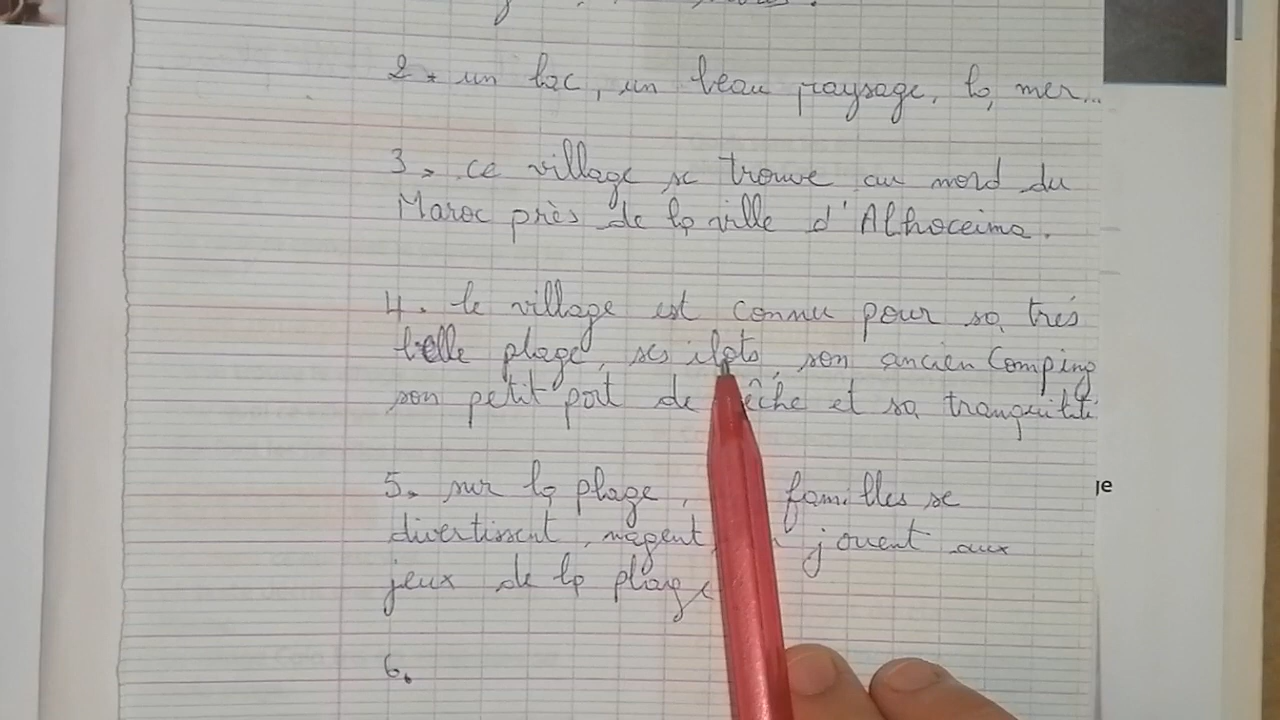 2. un lac, un beau paysage, la mer...
3. ce village se trouve au nord du
Maroc près de la ville d'Alhoceima.
4. le village est connu pour sa très
belle plage, ses ilots, son ancien Camping
son petit port de pêche et sa tranquilité
5. sur la plage, familles se
divertissent, nagent jouent aux
ge
jeux de la plage
6.